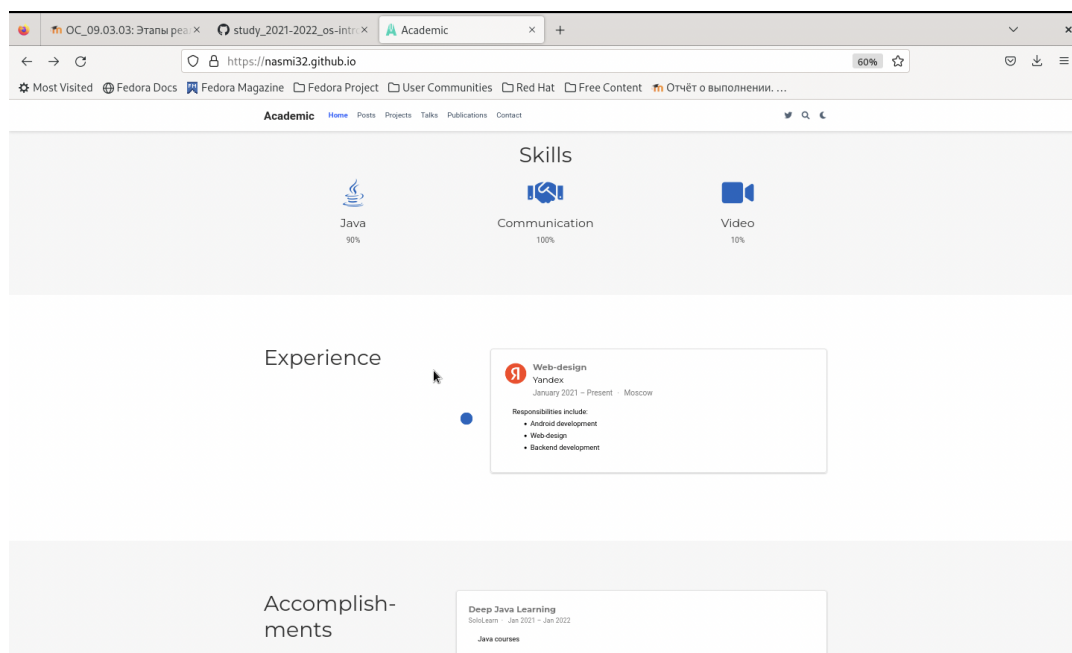 ОС_09.03.03: Этапы реа
study_2021-2022_os-intro
Academic
https://nasmi32.github.io
60%
Most Visited Fedora Docs Fedora Magazine Fedora Project User Communities Red Hat Free Content Отчёт о выполнении. ...
Academic Home Posts Projects Talks Publications Contact
Skills
Java
90%
Communication
100%
Video
10%
Experience
Я
Web-design
Yandex
January 2021 – Present · Moscow
Responsibilities include:
• Android development
• Web-design
• Backend development
Accomplish-
ments
Deep Java Learning
SoloLearn · Jan 2021 – Jan 2022
Java courses